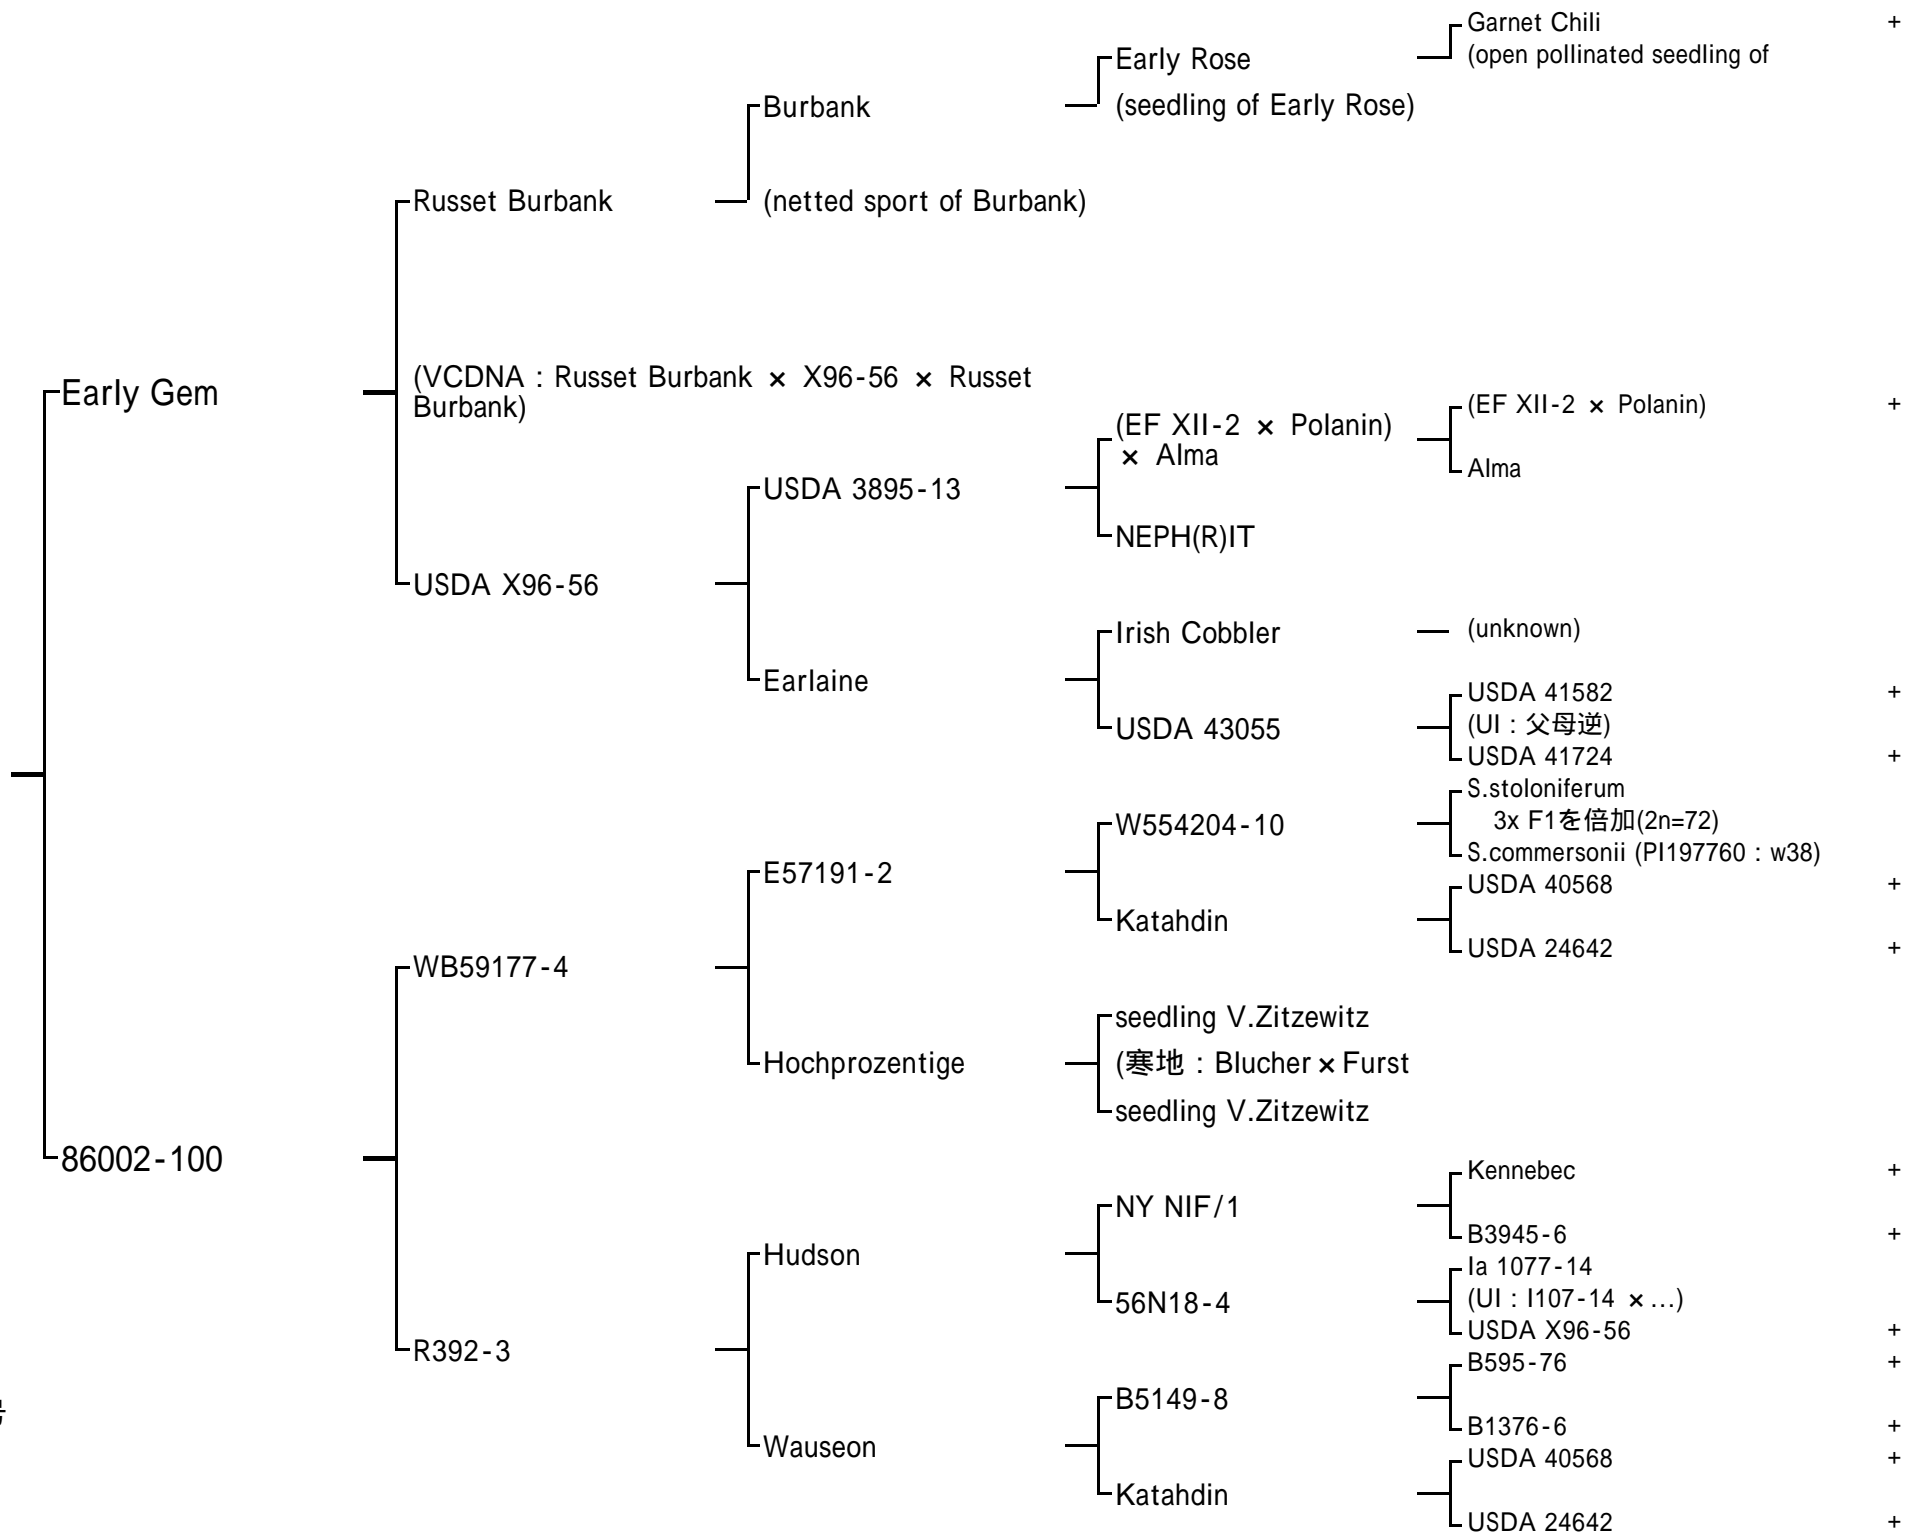 Garnet Chili +
Early Rose
(open pollinated seedling of
Burbank
(seedling of Early Rose)
Russet Burbank
(netted sport of Burbank)
Early Gem
(VCDNA : Russet Burbank × X96-56 × Russet
Burbank)
(EF XII-2 × Polanin)
× Alma
(EF XII-2 × Polanin) +
Alma
USDA 3895-13
NEPH(R)IT
USDA X96-56
Irish Cobbler
(unknown)
Earlaine
USDA 43055
USDA 41582 +
(UI : 父母逆)
USDA 41724 +
W554204-10
S.stoloniferum
3x F1を倍加(2n=72)
S.commersonii (PI197760 : w38)
E57191-2
Katahdin
USDA 40568 +
USDA 24642 +
WB59177-4
seedling V.Zitzewitz
Hochprozentige
(寒地 : Blucher×Furst
seedling V.Zitzewitz
86002-100
NY NIF/1
Kennebec +
B3945-6 +
Hudson
56N18-4
Ia 1077-14
(UI : I107-14 ×...)
USDA X96-56 +
R392-3
B5149-8
B595-76 +
B1376-6 +
Wauseon
Katahdin
USDA 40568 +
USDA 24642 +